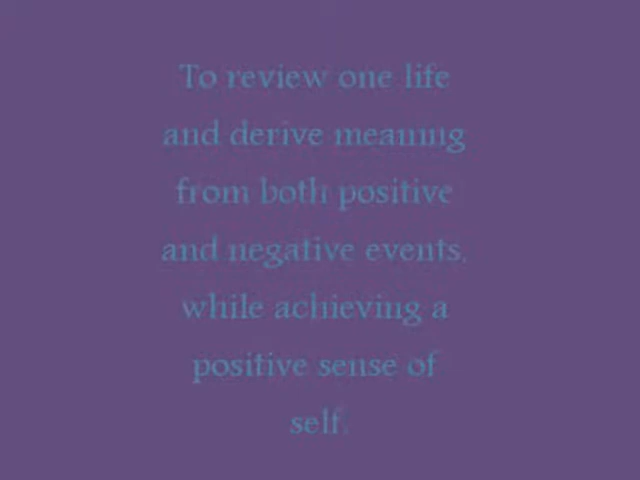 To review one life
and derive meaning
from both positive
and negative events,
while achieving a
positive sense of
self.